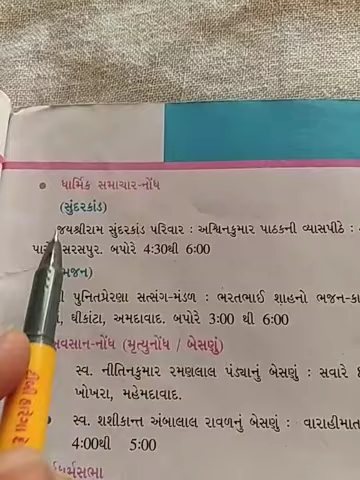 ધાર્મિક સમાચાર-નોંધ
(સુંદરકાંડ)
જયશ્રીરામ સુંદરકાંડ પરિવાર : અશ્વિનકુમાર પાઠકની વ્યાસપીઠે :
સરસપુર. બપોરે 4:30થી 6:00
પુનિતપ્રેરણા સત્સંગ-મંડળ : ભરતભાઈ શાહનો ભજન-
ઘીકાંટા, અમદાવાદ. બપોરે 3:00 થી 6:00
(મૃત્યુનોંધ / બેસણું)
સ્વ. નીતિનકુમાર રમણલાલ પંડ્યાનું બેસણું : સવારે
ખોખરા, મહેમદાવાદ.
સ્વ. શશીકાન્ત અંબાલાલ રાવળનું બેસણું : વારાહીમાત
4:00થી 5:00